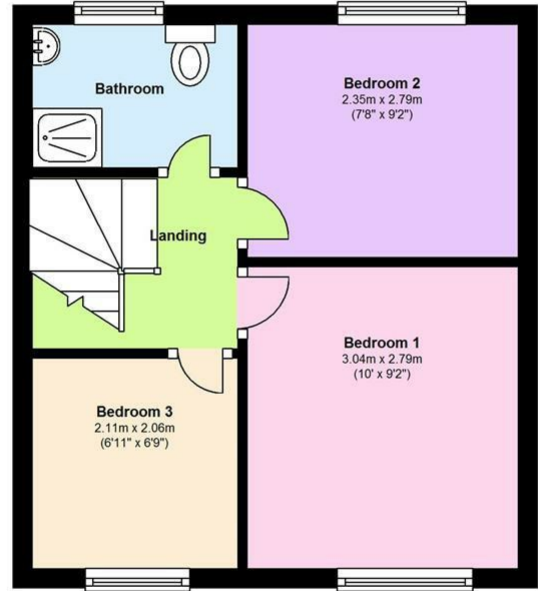 Bathroom
Bedroom 2
2.35m x 2.79m
(7'8" x 9'2")
Landing
Bedroom 1
3.04m x 2.79m
(10' x 9'2")
Bedroom 3
2.11m x 2.06m
(6'11" x 6'9")